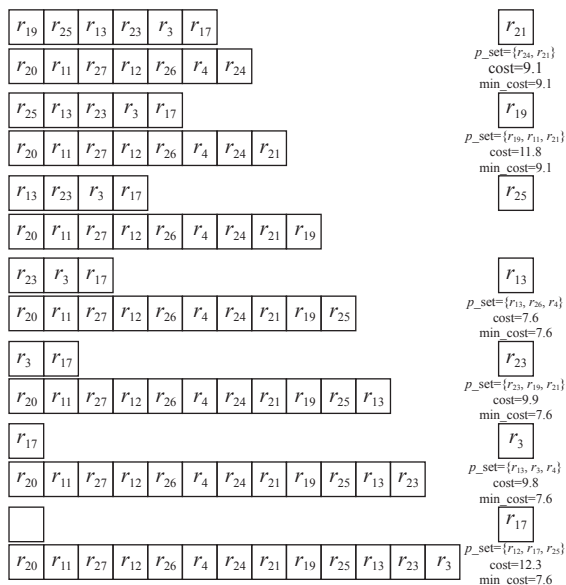 r19 r25 r13 r23 r3 r17 r21
r20 r11 r27 r12 r26 r4 r24
p_set={r24, r21}
cost=9.1
min_cost=9.1
r25 r13 r23 r3 r17 r19
r20 r11 r27 r12 r26 r4 r24 r21
p_set={r19, r11, r21}
cost=11.8
min_cost=9.1
r13 r23 r3 r17 r25
r20 r11 r27 r12 r26 r4 r24 r21 r19
r23 r3 r17 r13
r20 r11 r27 r12 r26 r4 r24 r21 r19 r25
p_set={r13, r26, r4}
cost=7.6
min_cost=7.6
r3 r17 r23
r20 r11 r27 r12 r26 r4 r24 r21 r19 r25 r13
p_set={r23, r19, r21}
cost=9.9
min_cost=7.6
r17 r3
r20 r11 r27 r12 r26 r4 r24 r21 r19 r25 r13 r23
p_set={r13, r3, r4}
cost=9.8
min_cost=7.6
r17
r20 r11 r27 r12 r26 r4 r24 r21 r19 r25 r13 r23 r3
p_set={r12, r17, r25}
cost=12.3
min_cost=7.6